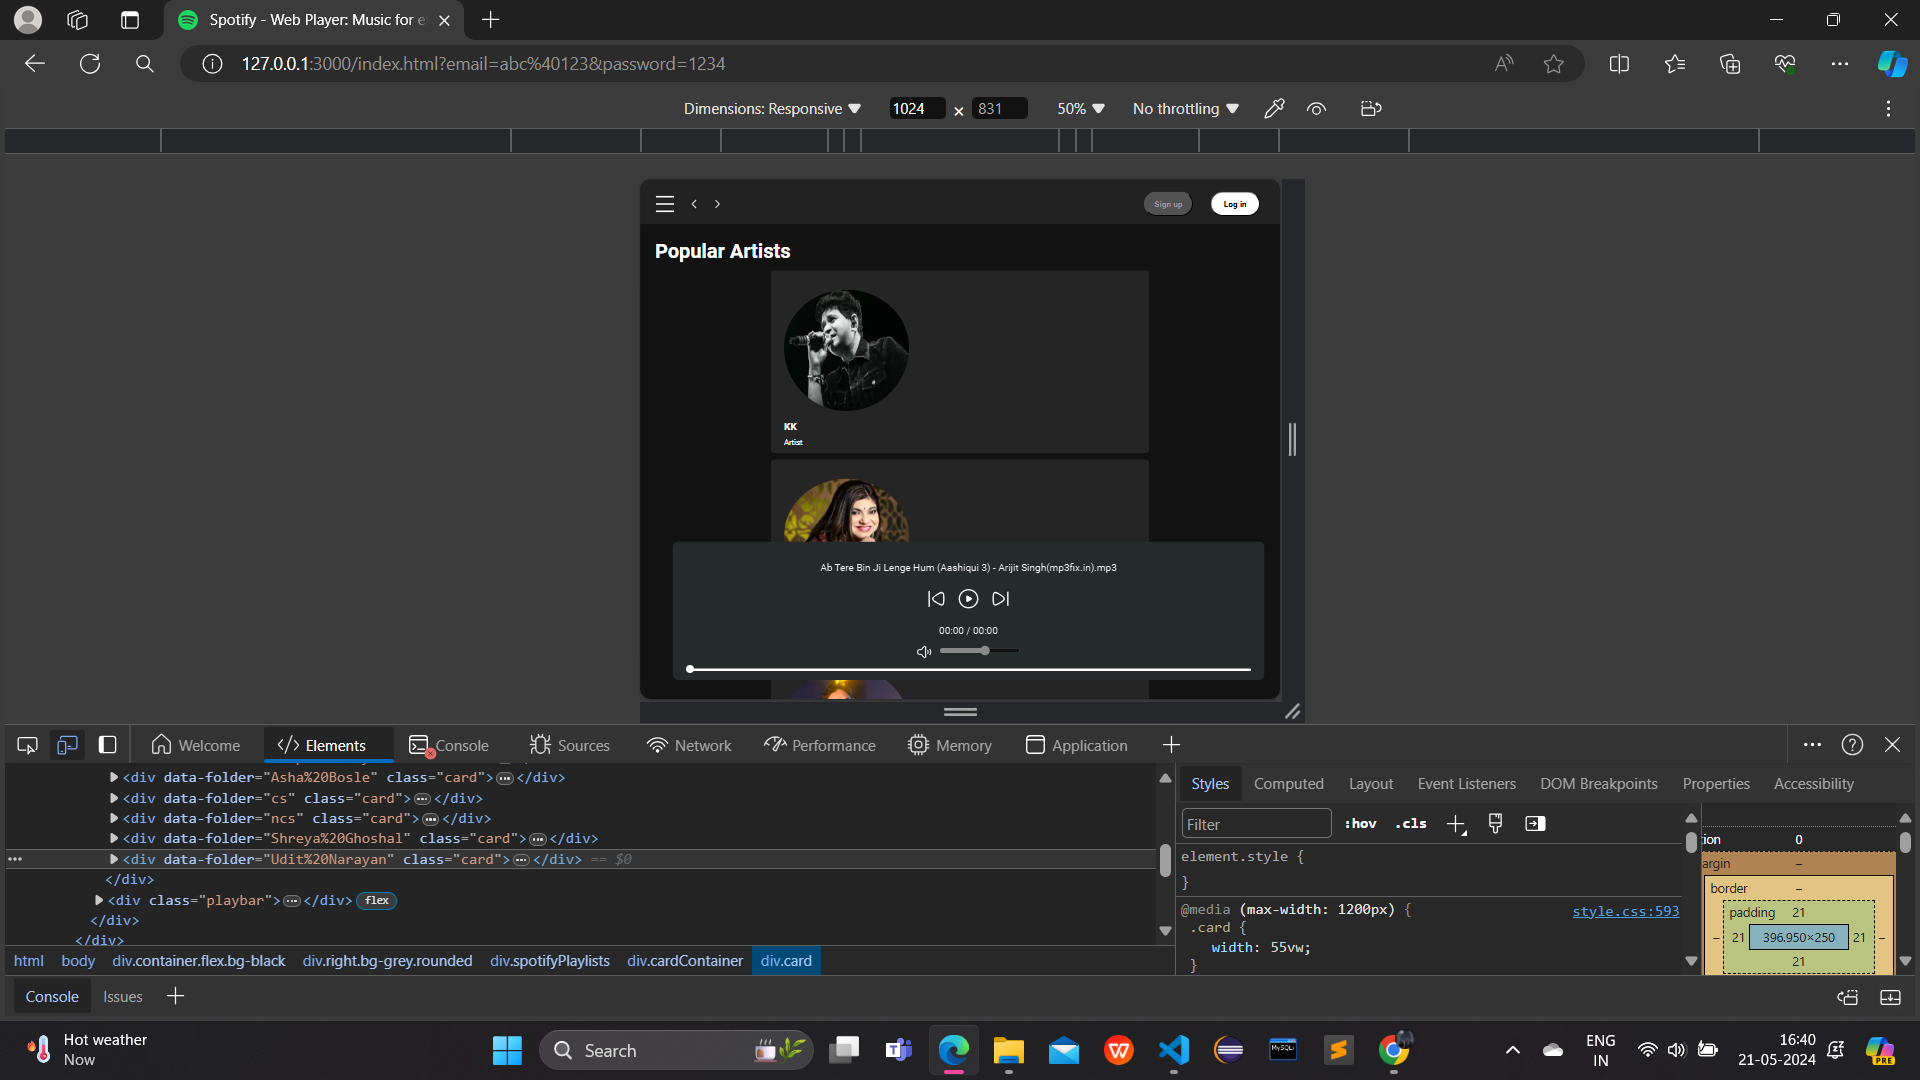 Spotify - Web Player: Music for e
127.0.0.1:3000/index.html?email=abc%40123&password=1234
Dimensions: Responsive 1024 × 831 50% No throttling
Sign up Log in
Popular Artists
KK
Artist
Ab Tere Bin Ji Lenge Hum (Aashiqui 3) - Arijit Singh(mp3fix.in).mp3
00:00 / 00:00
Welcome Elements Console Sources Network Performance Memory Application
<div data-folder="Asha%20Bosle" class="card">⋯</div>
<div data-folder="cs" class="card">⋯</div>
<div data-folder="ncs" class="card">⋯</div>
<div data-folder="Shreya%20Ghoshal" class="card">⋯</div>
<div data-folder="Udit%20Narayan" class="card">⋯</div> == $0
</div>
<div class="playbar">⋯</div> flex
</div>
</div>
html body div.container.flex.bg-black div.right.bg-grey.rounded div.spotifyPlaylists div.cardContainer div.card
Styles Computed Layout Event Listeners DOM Breakpoints Properties Accessibility
Filter :hov .cls
element.style {
}
@media (max-width: 1200px) { style.css:593
.card {
width: 55vw;
}
ion 0
argin –
border –
padding 21
– 21 396.950×250 21 –
21
Console Issues
Hot weather
Now
Search
MySQL
ENG
IN
16:40
21-05-2024
PRE